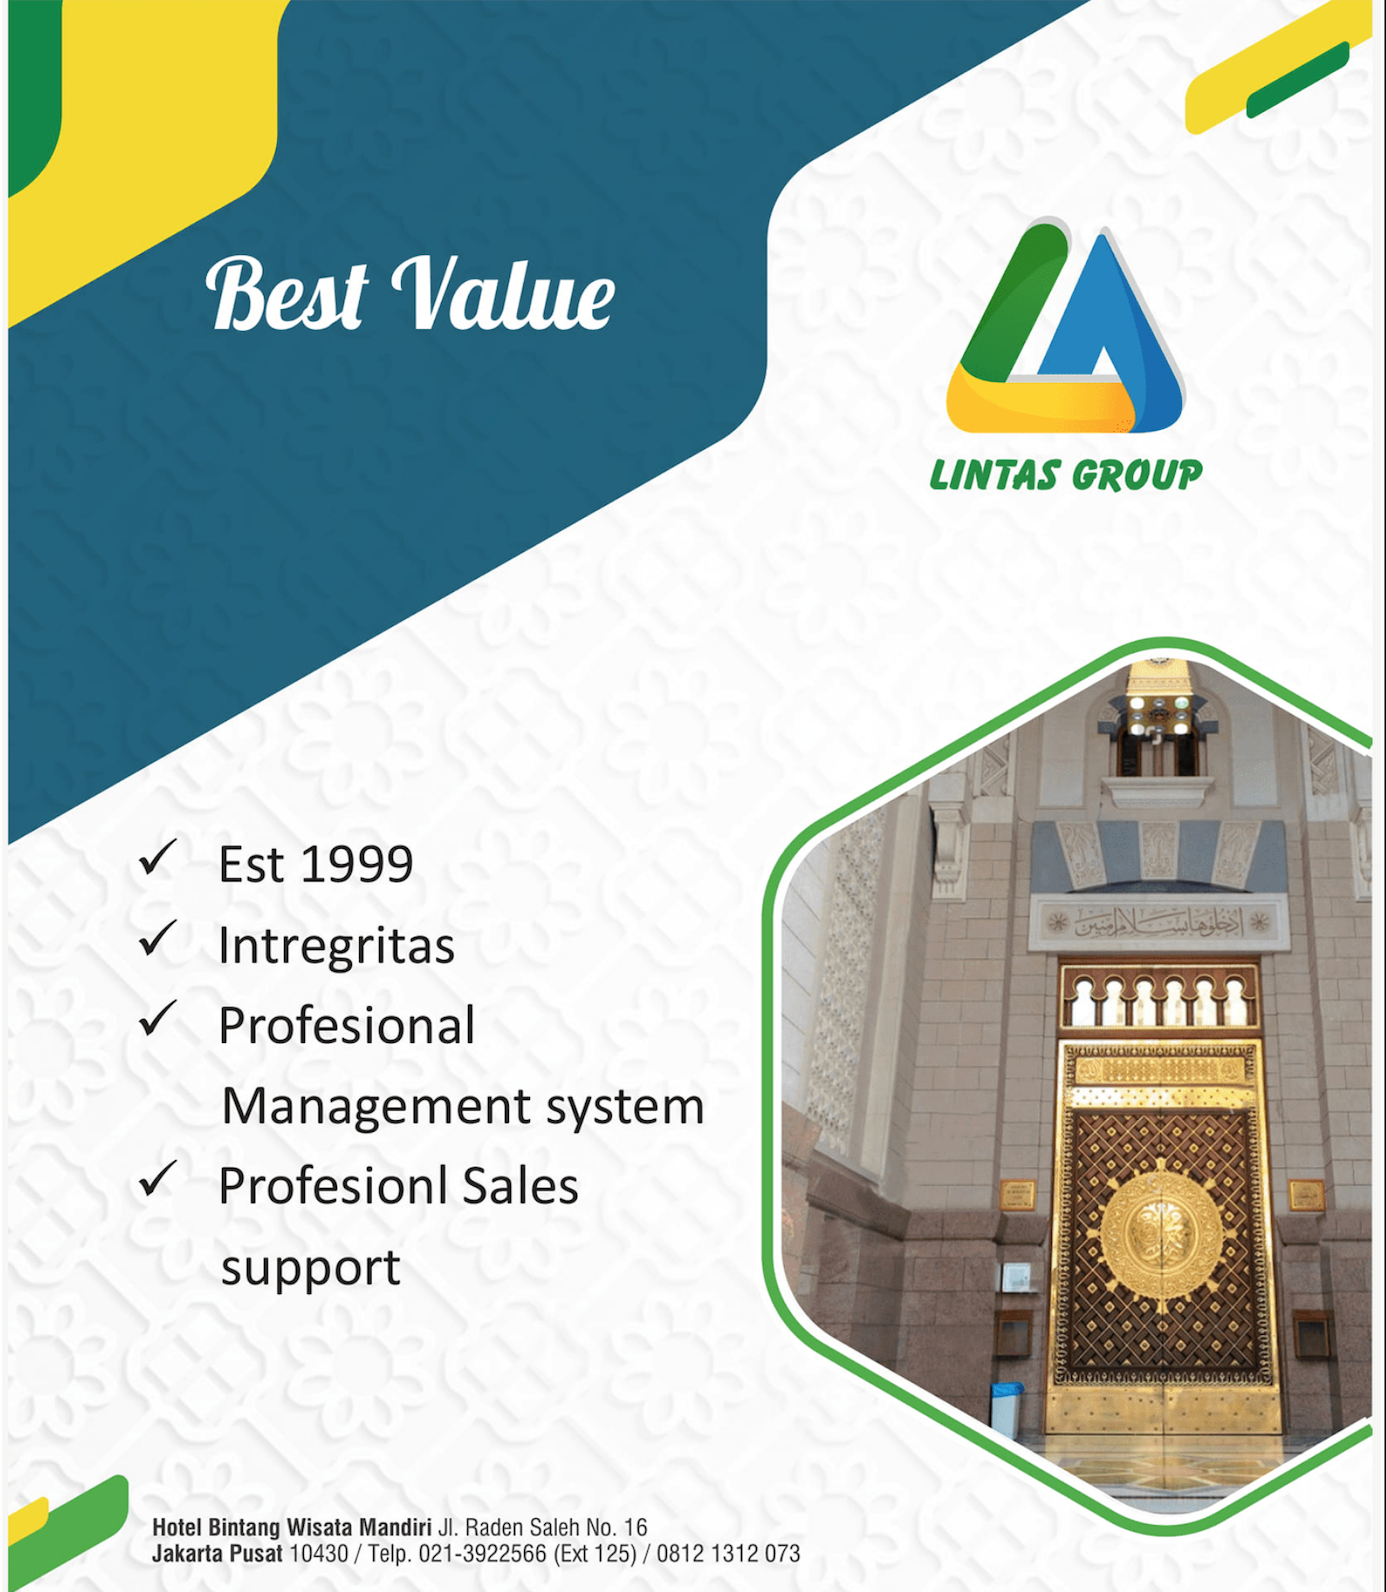 Best Value
LINTAS GROUP
✓ Est 1999
✓ Intregritas
✓ Profesional
Management system
✓ Profesionl Sales
support
ادخلوها بسلام امنين
Hotel Bintang Wisata Mandiri Jl. Raden Saleh No. 16
Jakarta Pusat 10430 / Telp. 021-3922566 (Ext 125) / 0812 1312 073